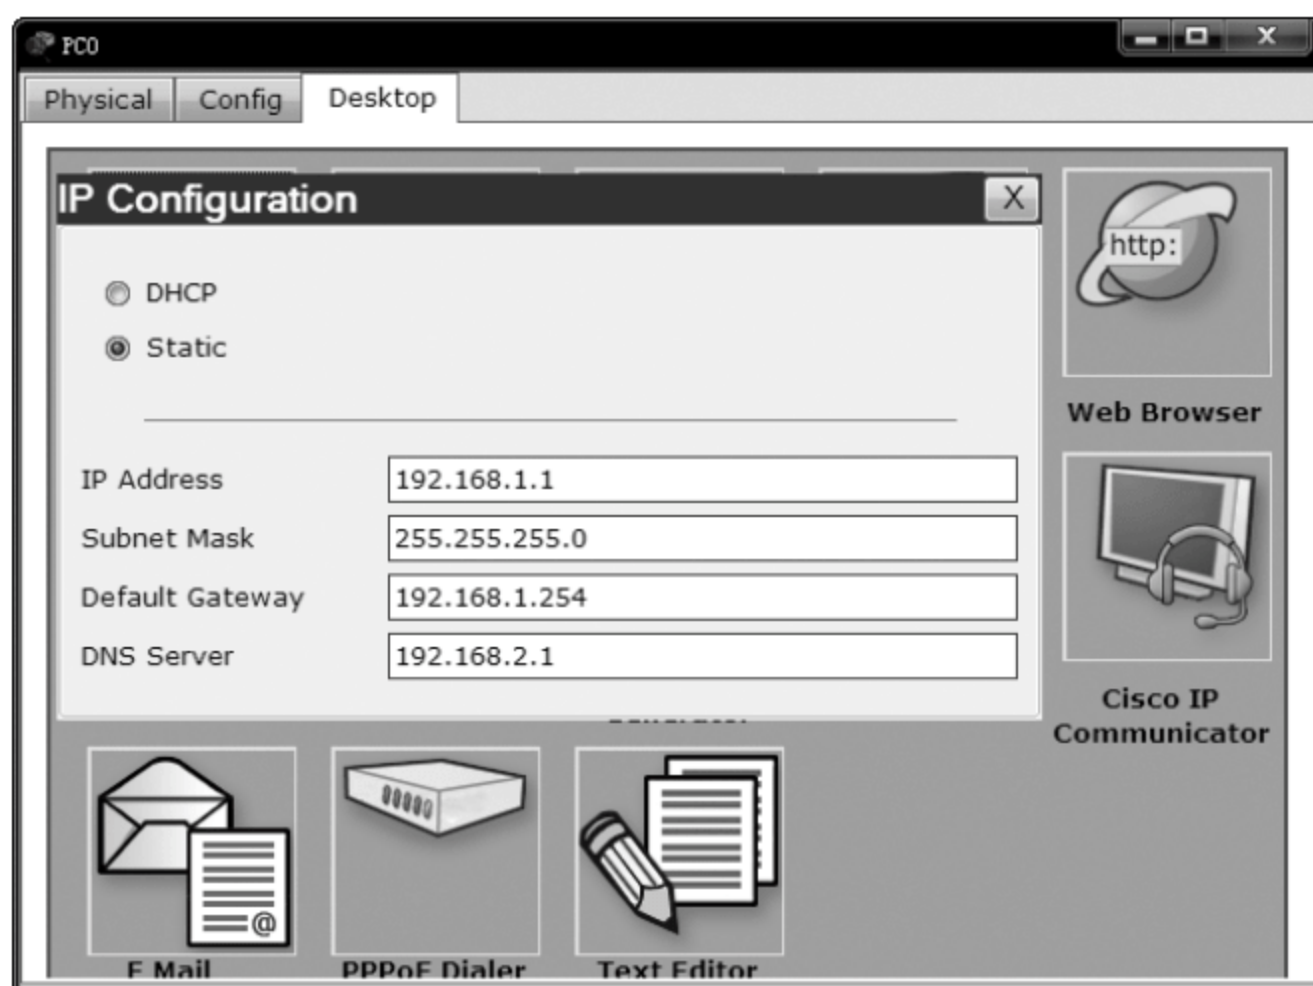 PC0
Physical Config Desktop
IP Configuration X
http:
DHCP
Static
Web Browser
IP Address 192.168.1.1
Subnet Mask 255.255.255.0
Default Gateway 192.168.1.254
DNS Server 192.168.2.1
Cisco IP
Communicator
@
E Mail PPPoE Dialer Text Editor